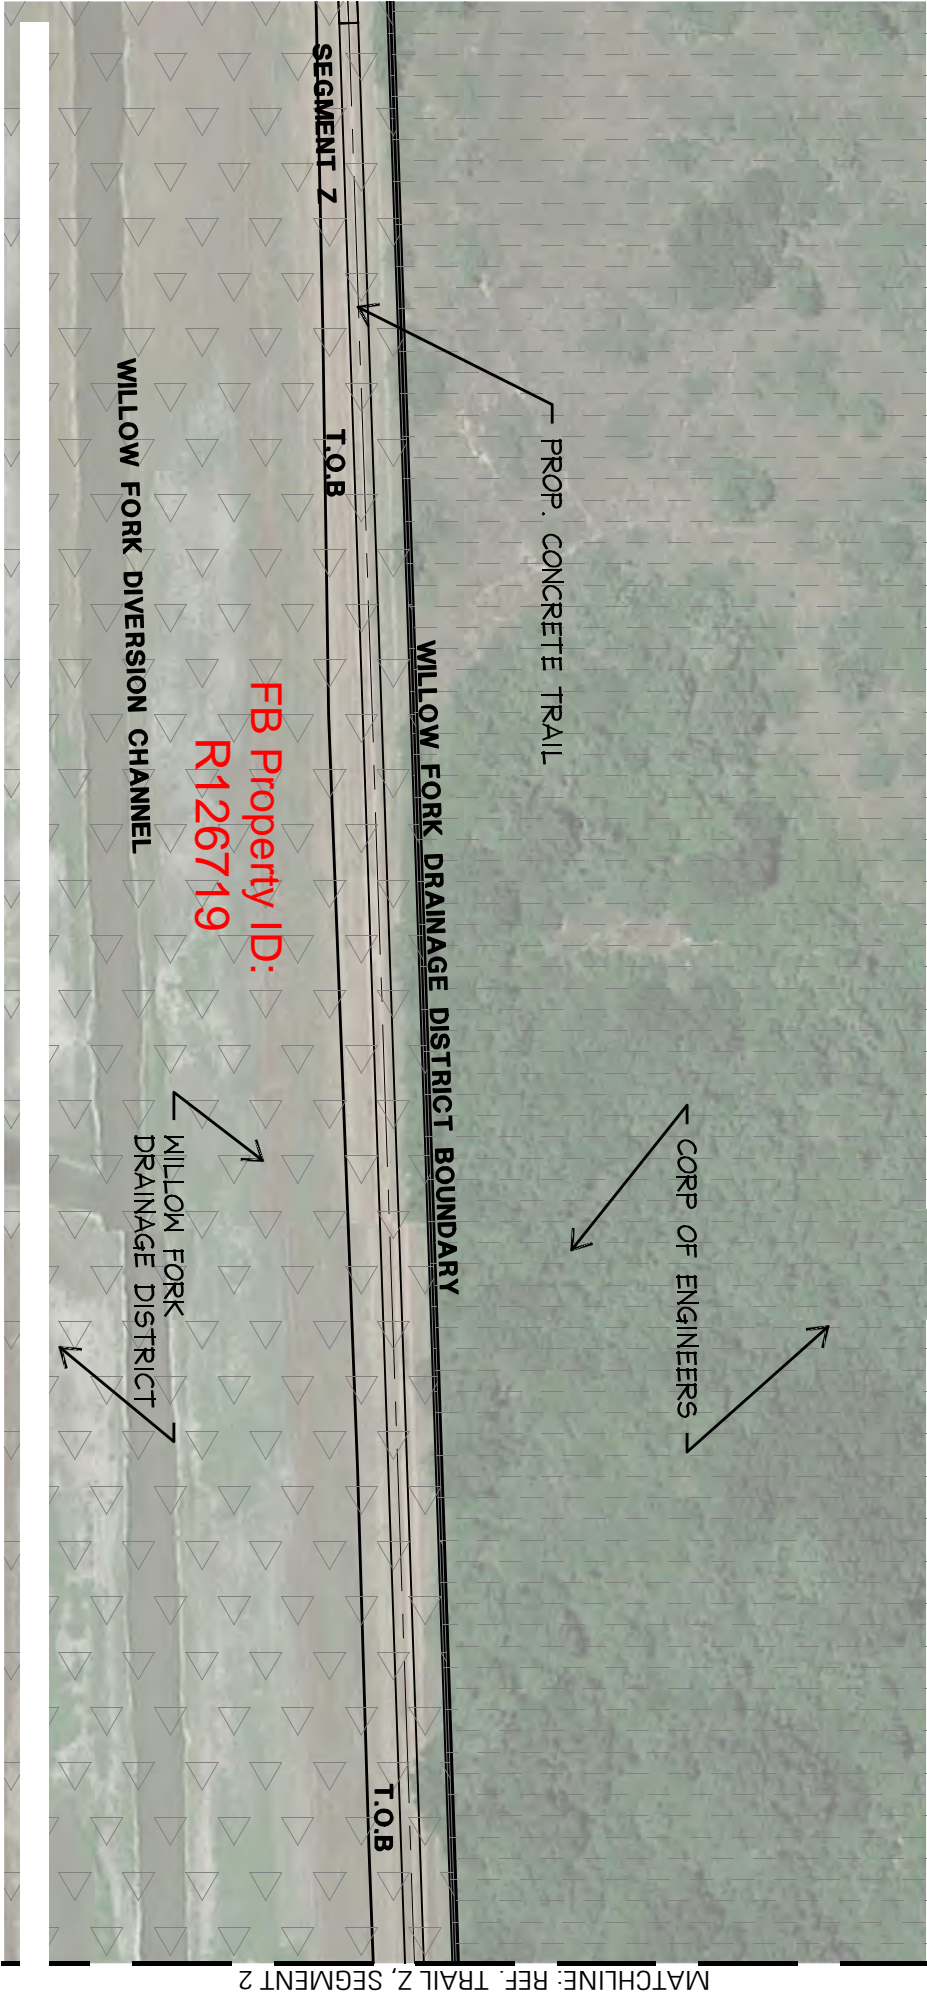 SEGMENT Z
T.O.B
PROP. CONCRETE TRAIL
WILLOW FORK DIVERSION CHANNEL
WILLOW FORK DRAINAGE DISTRICT BOUNDARY
FB Property ID:
R126719
CORP OF ENGINEERS
WILLOW FORK
DRAINAGE DISTRICT
T.O.B
MATCHLINE: REF. TRAIL Z, SEGMENT 2